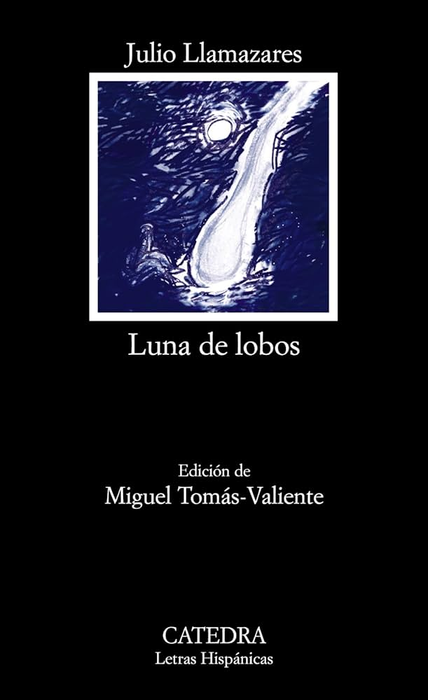 Julio Llamazares
Luna de lobos
Edición de
Miguel Tomás-Valiente
CATEDRA
Letras Hispánicas